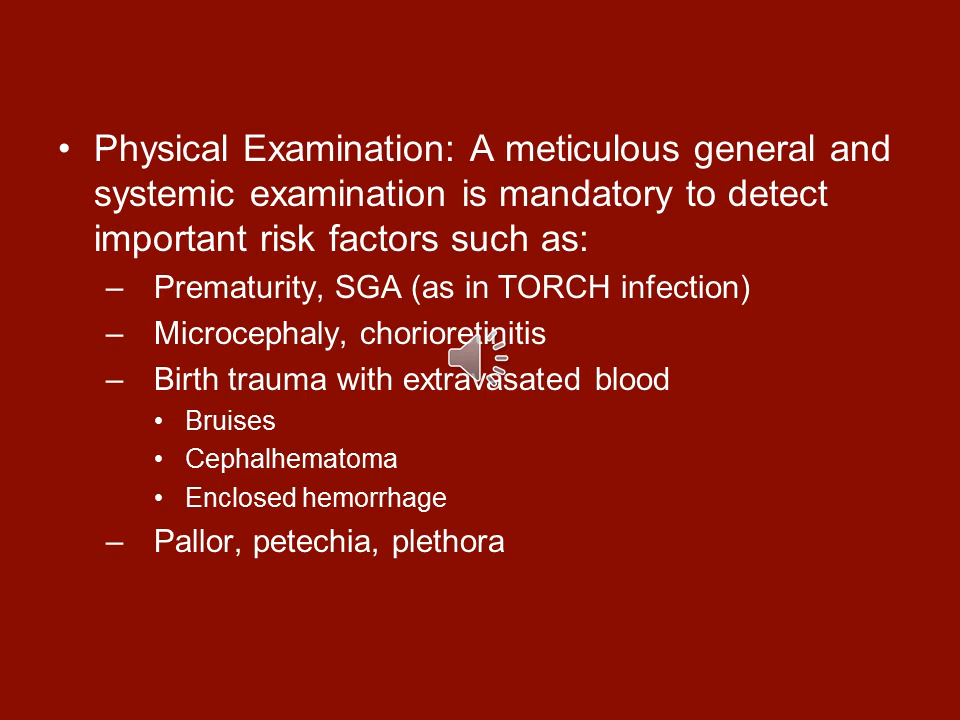 • Physical Examination: A meticulous general and
systemic examination is mandatory to detect
important risk factors such as:
– Prematurity, SGA (as in TORCH infection)
– Microcephaly, chorioretinitis
– Birth trauma with extravasated blood
• Bruises
• Cephalhematoma
• Enclosed hemorrhage
– Pallor, petechia, plethora